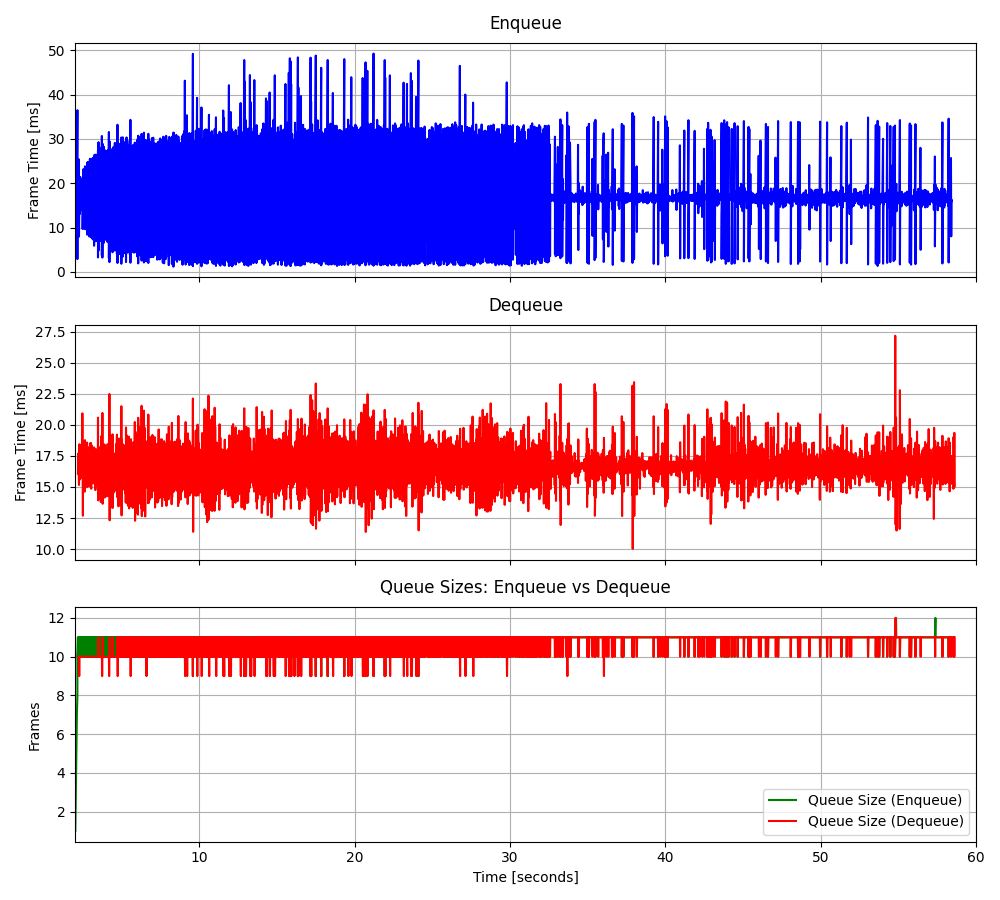 Enqueue
50
40
30
20
10
0
Frame Time [ms]
Dequeue
27.5
25.0
22.5
20.0
17.5
15.0
12.5
10.0
Frame Time [ms]
Queue Sizes: Enqueue vs Dequeue
12
10
8
6
4
2
Frames
Queue Size (Enqueue)
Queue Size (Dequeue)
10 20 30 40 50 60
Time [seconds]